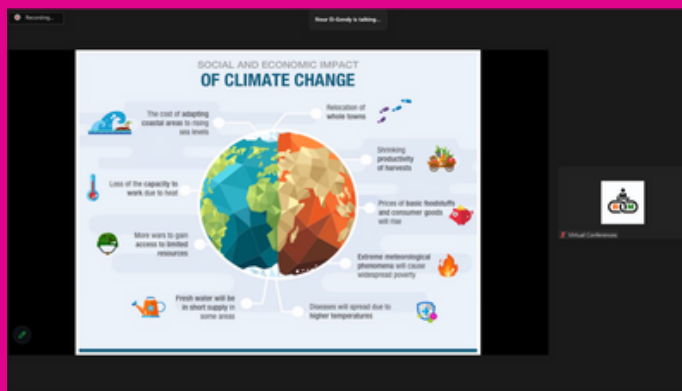 Recording...
Nour El-Gendy is talking...
SOCIAL AND ECONOMIC IMPACT
OF CLIMATE CHANGE
The cost of adapting
coastal areas to rising
sea levels
Relocation of
whole towns
Shrinking
productivity
of harvests
Loss of the capacity to
work due to heat
Prices of basic foodstuffs
and consumer goods
will rise
More wars to gain
access to limited
resources
Extreme meteorological
phenomena will cause
widespread poverty
Fresh water will be
in short supply in
some areas
Diseases will spread due to
higher temperatures
Virtual Conferences